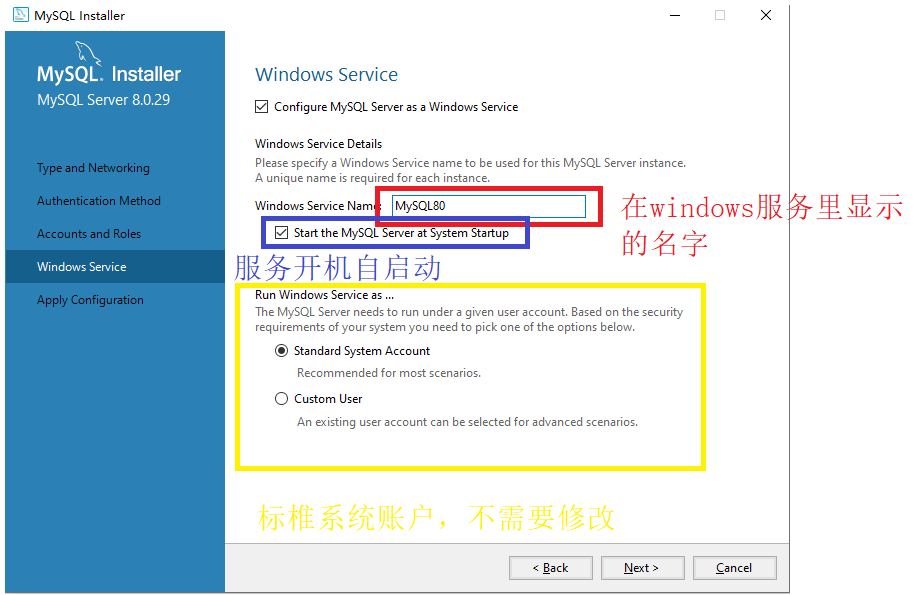 MySQL Installer
MySQL. Installer
MySQL Server 8.0.29
Type and Networking
Authentication Method
Accounts and Roles
Windows Service
Apply Configuration
Windows Service
Configure MySQL Server as a Windows Service
Windows Service Details
Please specify a Windows Service name to be used for this MySQL Server instance.
A unique name is required for each instance.
Windows Service Name: MySQL80
在windows服务里显示
的名字
Start the MySQL Server at System Startup
服务开机自启动
Run Windows Service as ...
The MySQL Server needs to run under a given user account. Based on the security
requirements of your system you need to pick one of the options below.
Standard System Account
Recommended for most scenarios.
Custom User
An existing user account can be selected for advanced scenarios.
标椎系统账户，不需要修改
< Back
Next >
Cancel